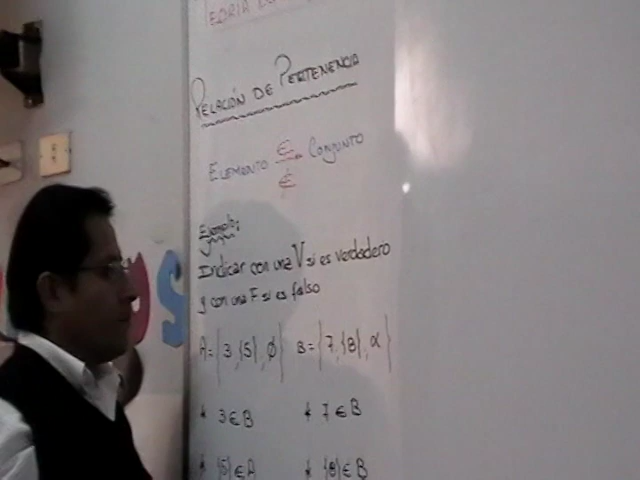 RELACIÓN DE PERTENENCIA
ELEMENTO ∈ CONJUNTO
∉
Ejemplo:
Indicar con una V si es verdadero
y con una F si es falso
A = {3, {5}, ∅} B = {7, {8}, α}
* 3 ∈ B * 7 ∈ B
* {5} ∈ A * {8} ∈ B